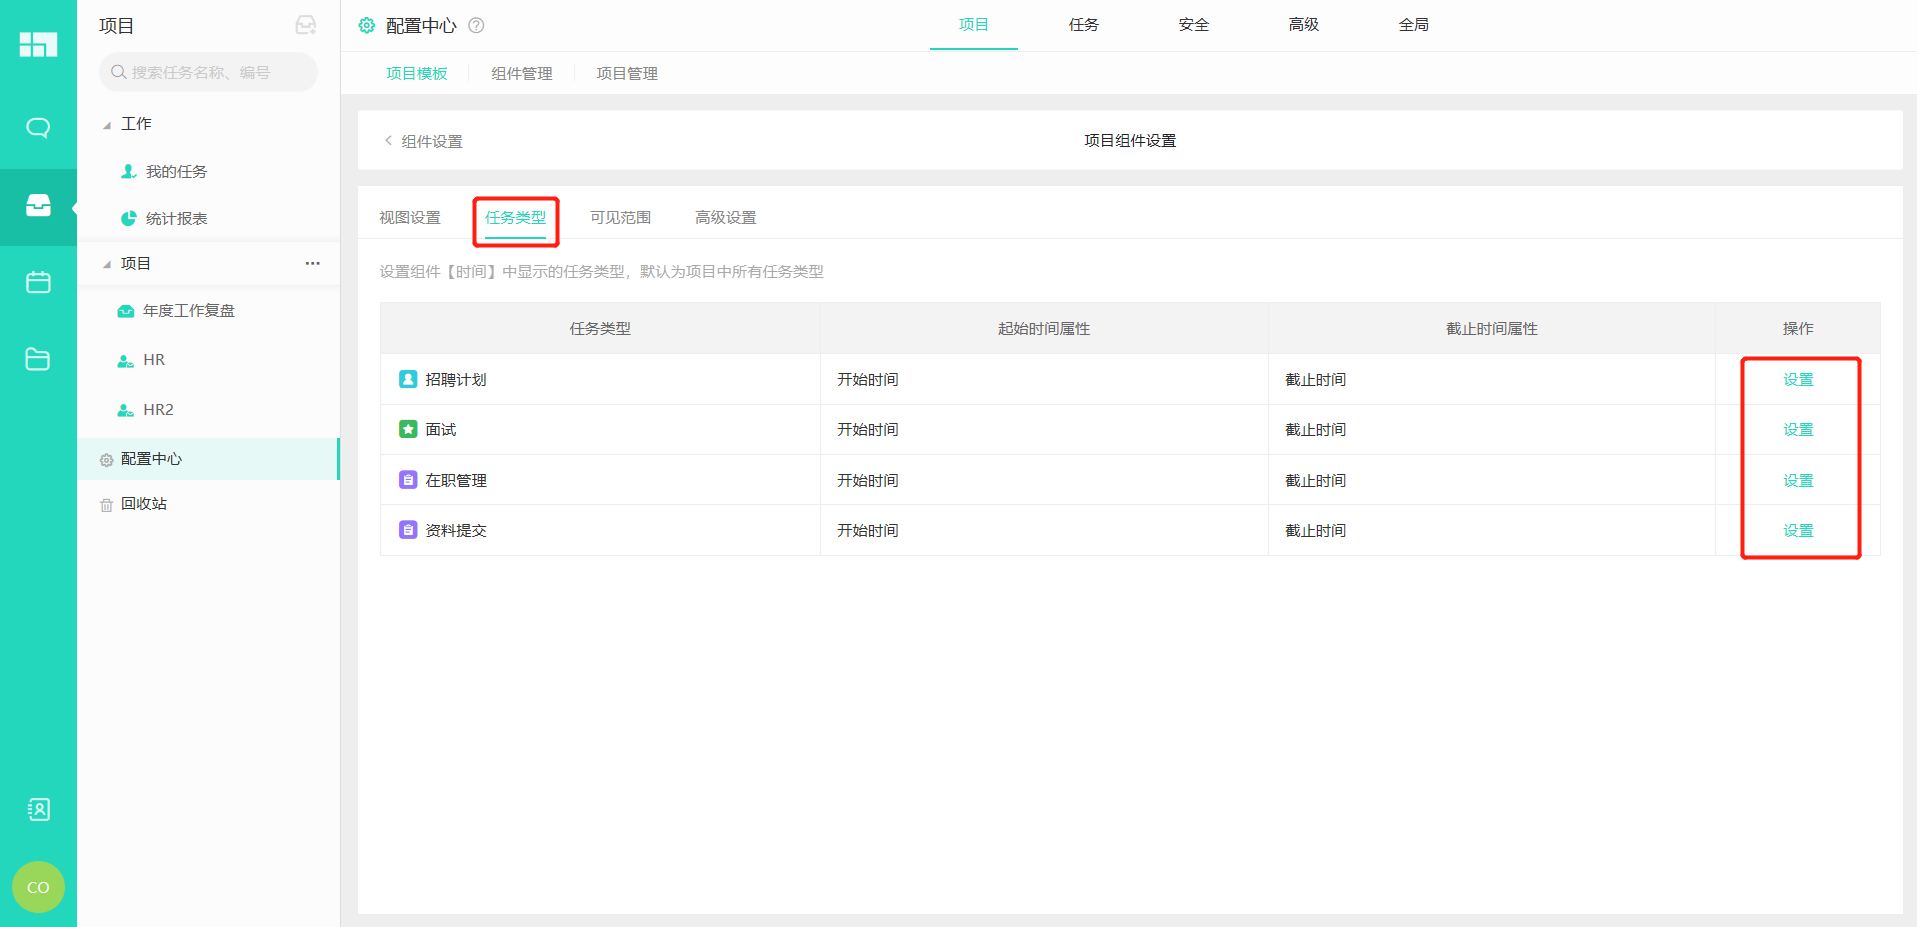 项目
搜索任务名称、编号
工作
我的任务
统计报表
项目
年度工作复盘
HR
HR2
配置中心
回收站
CO
配置中心
项目 任务 安全 高级 全局
项目模板 组件管理 项目管理
组件设置 项目组件设置
视图设置 任务类型 可见范围 高级设置
设置组件【时间】中显示的任务类型，默认为项目中所有任务类型
任务类型 起始时间属性 截止时间属性 操作
招聘计划 开始时间 截止时间 设置
面试 开始时间 截止时间 设置
在职管理 开始时间 截止时间 设置
资料提交 开始时间 截止时间 设置